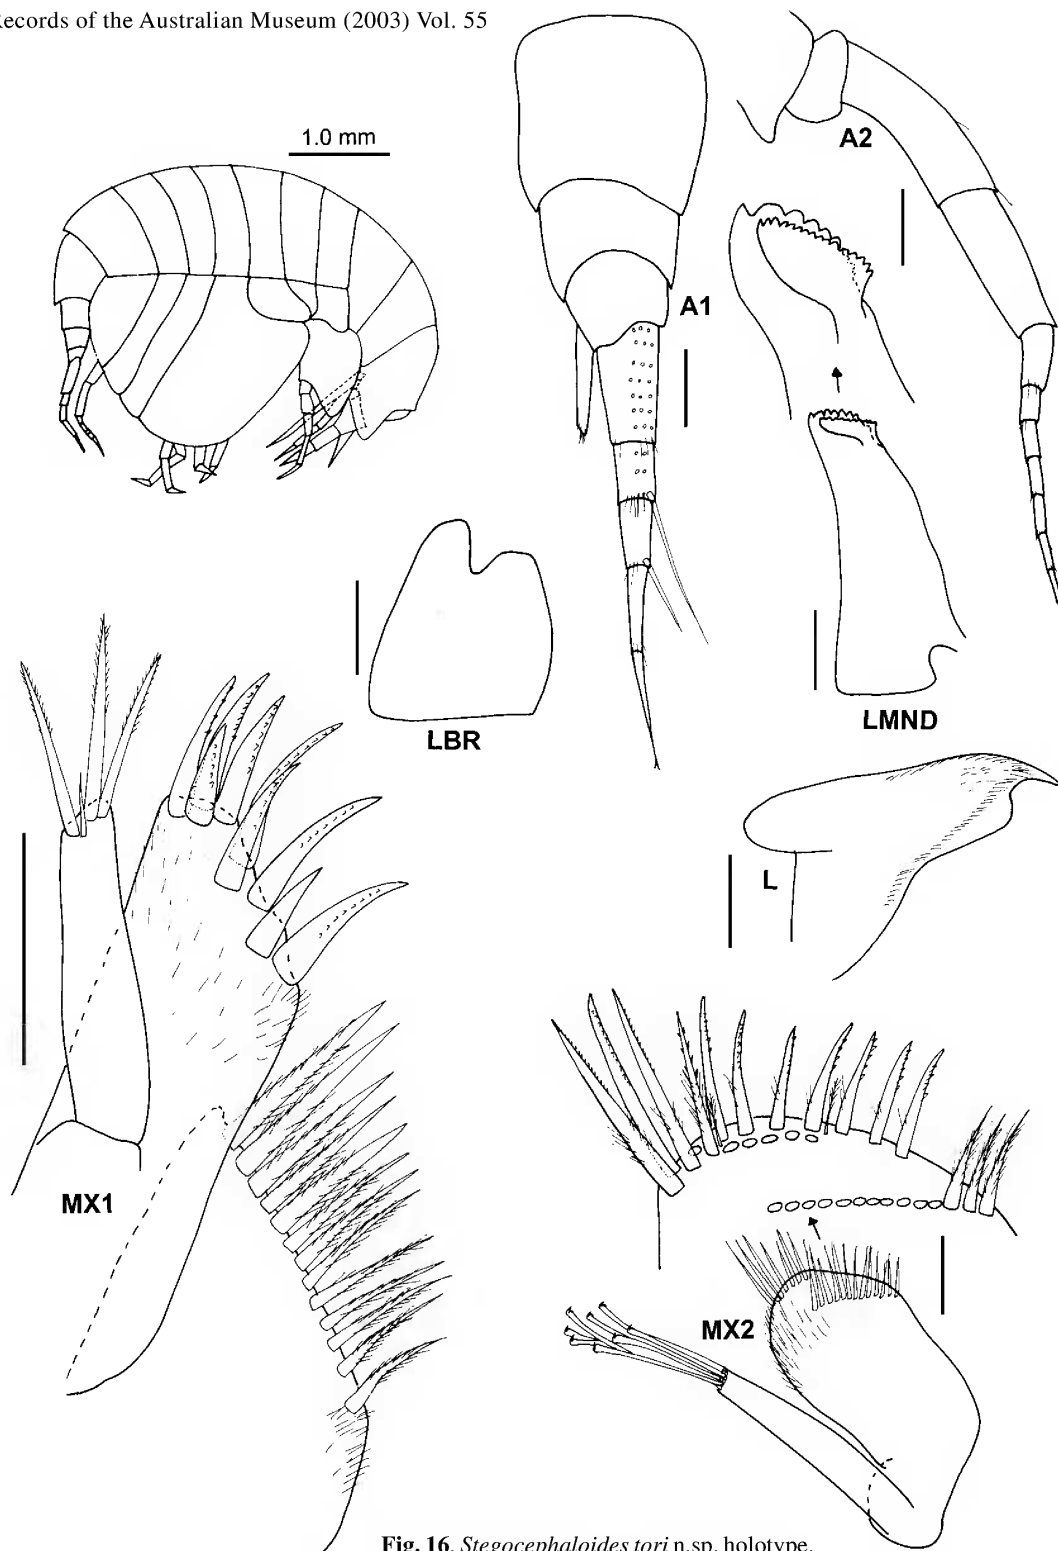 Records of the Australian Museum (2003) Vol. 55
1.0 mm
A2
A1
LBR
LMND
L
MX1
MX2
Fig. 16. Stegocephaloides tori n.sp. holotype.